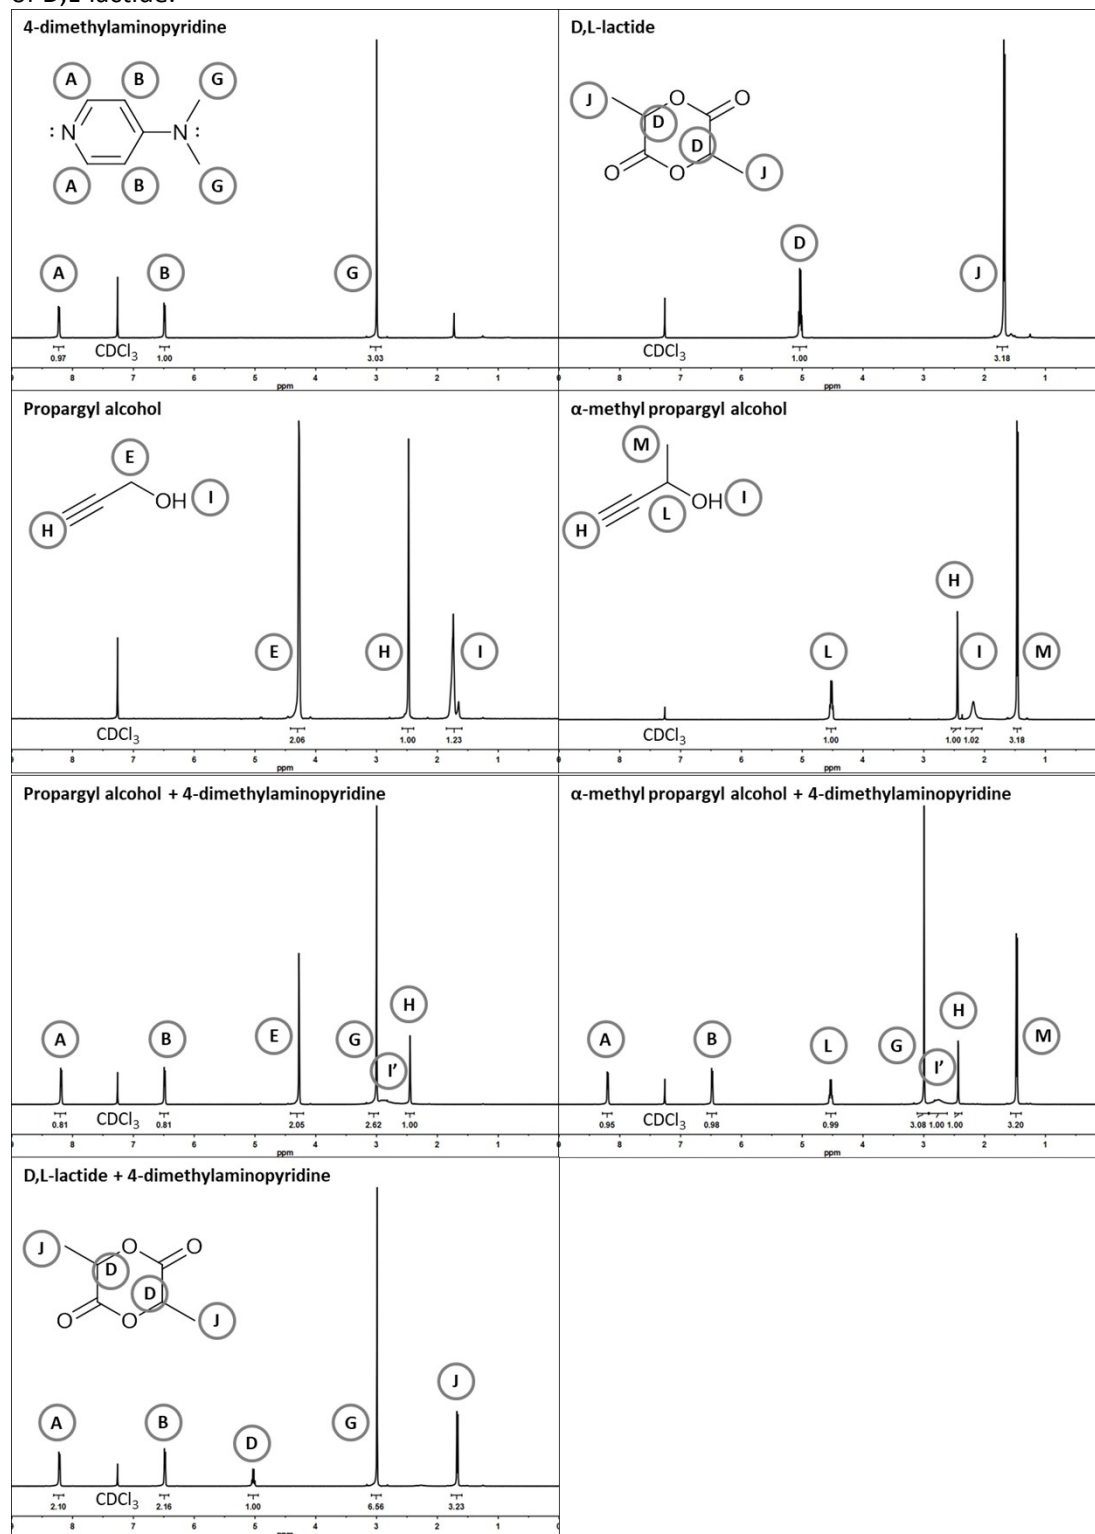 of D,L-lactide.
4-dimethylaminopyridine
A B G
: N N :
A B G
A B G
CDCl3
0.97 1.00 3.03
8 7 6 5 4 3 2 1
ppm
D,L-lactide
J O O
D
D
O O J
D J
CDCl3
1.00 3.18
8 7 6 5 4 3 2 1
ppm
Propargyl alcohol
E
OH I
H
E H I
CDCl3
2.06 1.00 1.23
8 7 6 5 4 3 2 1
ppm
α-methyl propargyl alcohol
M
OH I
H L
H
L I M
CDCl3
1.00 1.00 1.02 3.18
8 7 6 5 4 3 2 1
ppm
Propargyl alcohol + 4-dimethylaminopyridine
H
A B E G
I'
CDCl3
0.81 0.81 2.05 2.62 1.00
8 7 6 5 4 3 2 1
ppm
α-methyl propargyl alcohol + 4-dimethylaminopyridine
H
A B L G M
I'
CDCl3
0.95 0.98 0.99 3.08 1.00 1.00 3.20
8 7 6 5 4 3 2 1
ppm
D,L-lactide + 4-dimethylaminopyridine
J O O
D
D
O O J
J
A B G
D
CDCl3
2.10 2.16 1.00 6.56 3.23
8 7 6 5 4 3 2 1
ppm